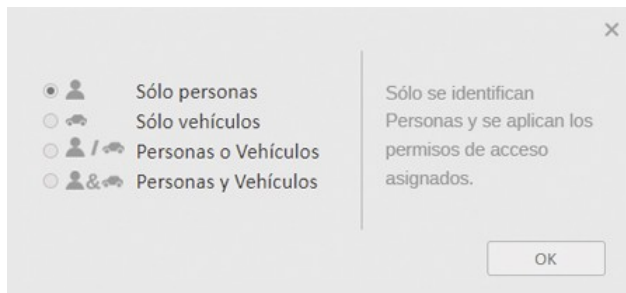 Sólo personas
Sólo vehículos
/ Personas o Vehículos
& Personas y Vehículos
Sólo se identifican
Personas y se aplican los
permisos de acceso
asignados.
OK